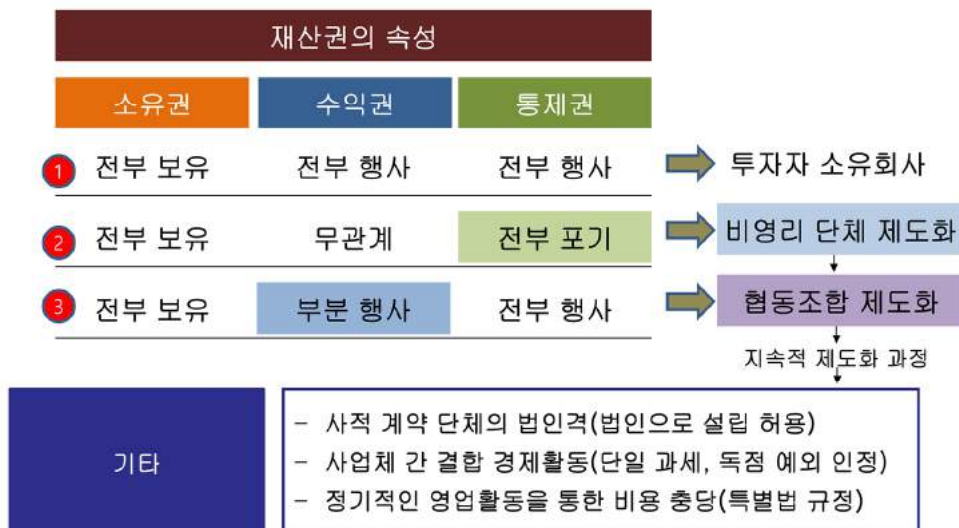 재산권의 속성
소유권 수익권 통제권
1 전부 보유 전부 행사 전부 행사 투자자 소유회사
2 전부 보유 무관계 전부 포기 비영리 단체 제도화
3 전부 보유 부분 행사 전부 행사 협동조합 제도화
지속적 제도화 과정
기타
– 사적 계약 단체의 법인격(법인으로 설립 허용)
– 사업체 간 결합 경제활동(단일 과세, 독점 예외 인정)
– 정기적인 영업활동을 통한 비용 충당(특별법 규정)